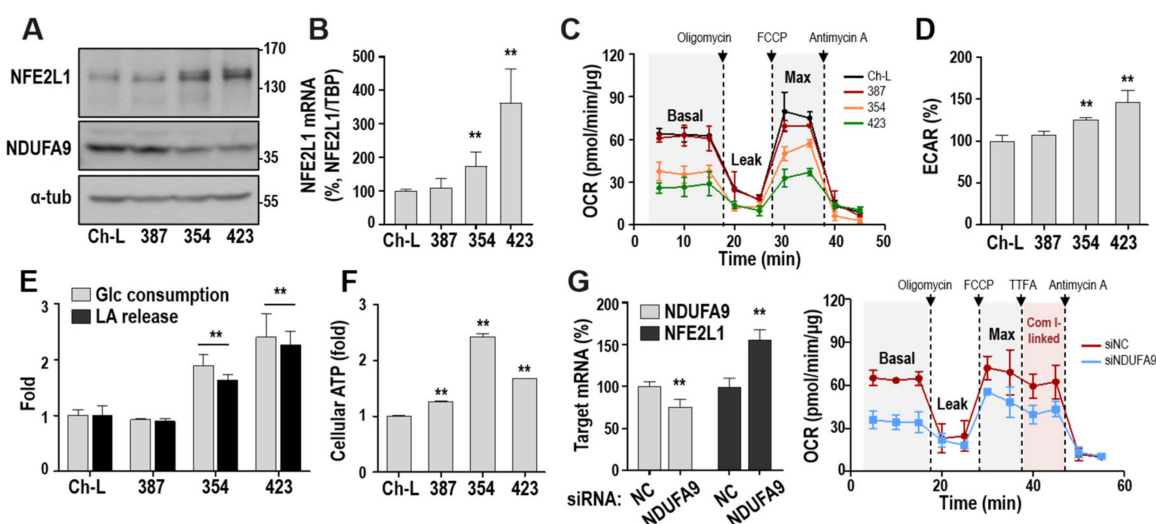 A
NFE2L1
NDUFA9
α-tub
-170
-130
-35
-55
Ch-L 387 354 423
B
NFE2L1 mRNA
(%, NFE2L1/TBP)
500
400
300
200
100
0
**
**
Ch-L 387 354 423
C
Oligomycin FCCP Antimycin A
OCR (pmol/mim/μg)
120
90
60
30
0
Basal
Leak
Max
Ch-L
387
354
423
0 10 20 30 40 50
Time (min)
D
ECAR (%)
200
150
100
50
0
**
**
Ch-L 387 354 423
E
Fold
3
2
1
0
Glc consumption
LA release
**
**
Ch-L 387 354 423
F
Cellular ATP (fold)
3
2
1
0
**
**
**
Ch-L 387 354 423
G
Target mRNA (%)
200
150
100
50
0
NDUFA9
NFE2L1
**
**
siRNA: NC NDUFA9 NC NDUFA9
Oligomycin FCCP TTFA Antimycin A
OCR (pmol/mim/μg)
120
90
60
30
0
Basal
Leak
Max
Com I-
linked
siNC
siNDUFA9
0 20 40 60
Time (min)